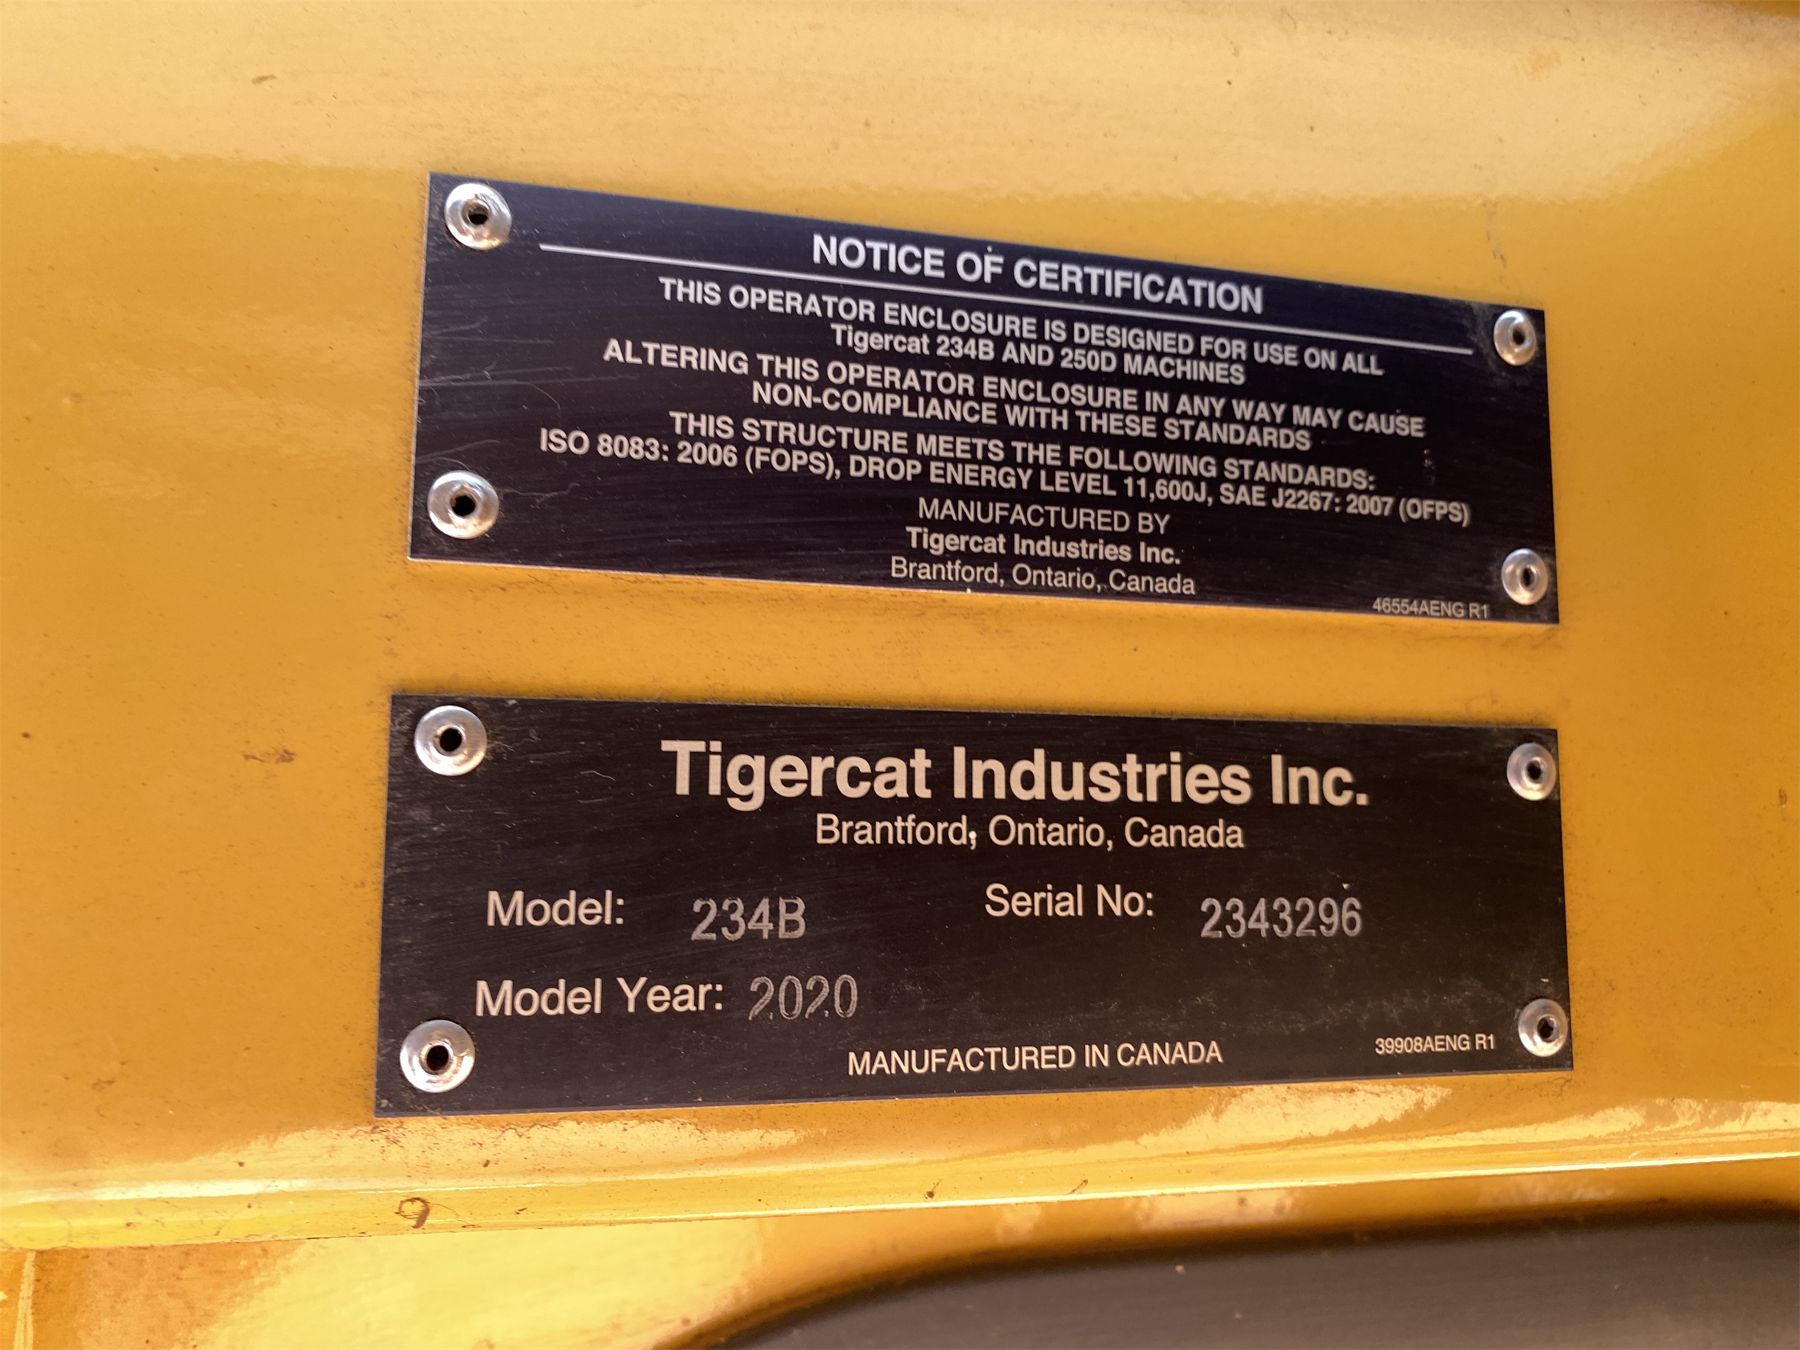 NOTICE OF CERTIFICATION
THIS OPERATOR ENCLOSURE IS DESIGNED FOR USE ON ALL
Tigercat 234B AND 250D MACHINES
ALTERING THIS OPERATOR ENCLOSURE IN ANY WAY MAY CAUSE
NON-COMPLIANCE WITH THESE STANDARDS
THIS STRUCTURE MEETS THE FOLLOWING STANDARDS:
ISO 8083: 2006 (FOPS), DROP ENERGY LEVEL 11,600J, SAE J2267: 2007 (OFPS)
MANUFACTURED BY
Tigercat Industries Inc.
Brantford, Ontario, Canada
46554AENG R1
Tigercat Industries Inc.
Brantford, Ontario, Canada
Model: 234B Serial No: 2343296
Model Year: 2020
MANUFACTURED IN CANADA 39908AENG R1